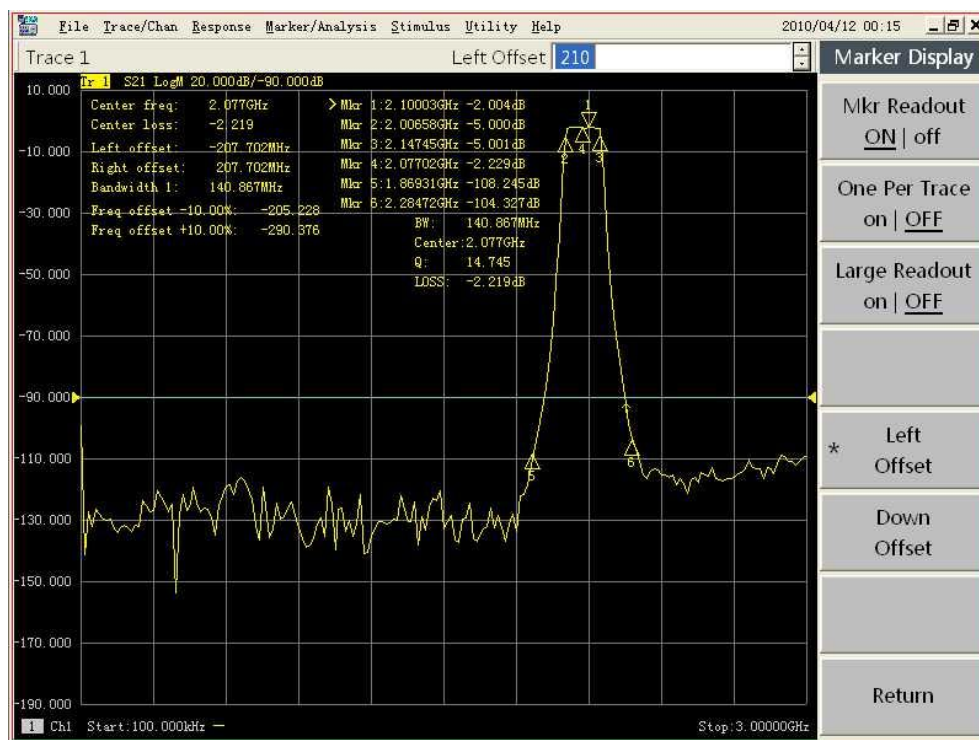 File Trace/Chan Response Marker/Analysis Stimulus Utility Help 2010/04/12 00:15
Trace 1 Left Offset 210
Marker Display
Tr 1 S21 LogM 20.000dB/-90.000dB
10.000
-10.000
-30.000
-50.000
-70.000
-90.000
-110.000
-130.000
-150.000
-170.000
-190.000
Center freq: 2.077GHz
Center loss: -2.219
Left offset: -207.702MHz
Right offset: 207.702MHz
Bandwidth 1: 140.867MHz
Freq offset -10.00%: -205.228
Freq offset +10.00%: -290.376
>Mkr 1:2.10003GHz -2.004dB
Mkr 2:2.00658GHz -5.000dB
Mkr 3:2.14745GHz -5.001dB
Mkr 4:2.07702GHz -2.229dB
Mkr 5:1.86931GHz -108.245dB
Mkr 6:2.28472GHz -104.327dB
BW: 140.867MHz
Center:2.077GHz
Q: 14.745
LOSS: -2.219dB
1
2
4
3
5
6
1 Ch1 Start:100.000kHz — Stop:3.00000GHz
Mkr Readout
ON | off
One Per Trace
on | OFF
Large Readout
on | OFF
* Left
Offset
Down
Offset
Return